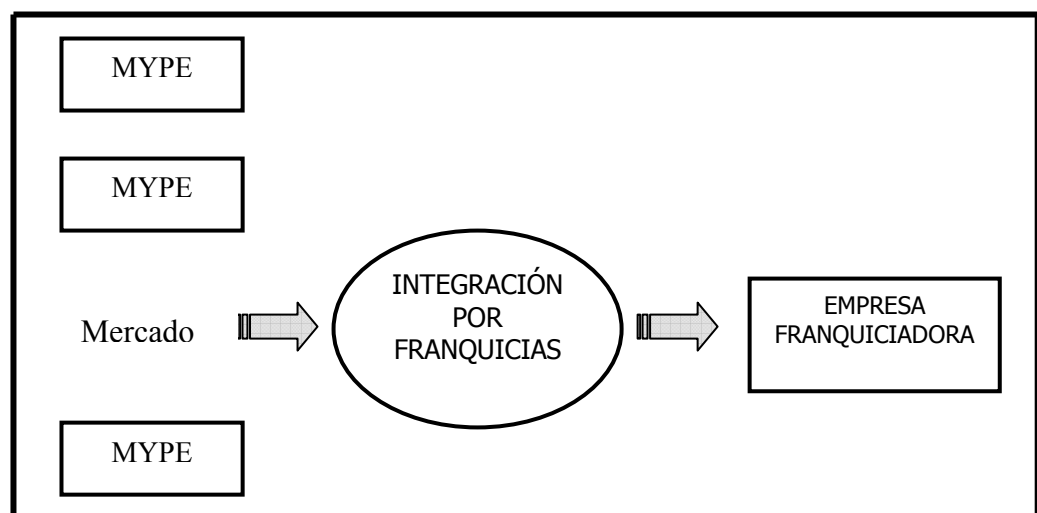 MYPE
MYPE
Mercado
MYPE
INTEGRACIÓN
POR
FRANQUICIAS
EMPRESA
FRANQUICIADORA